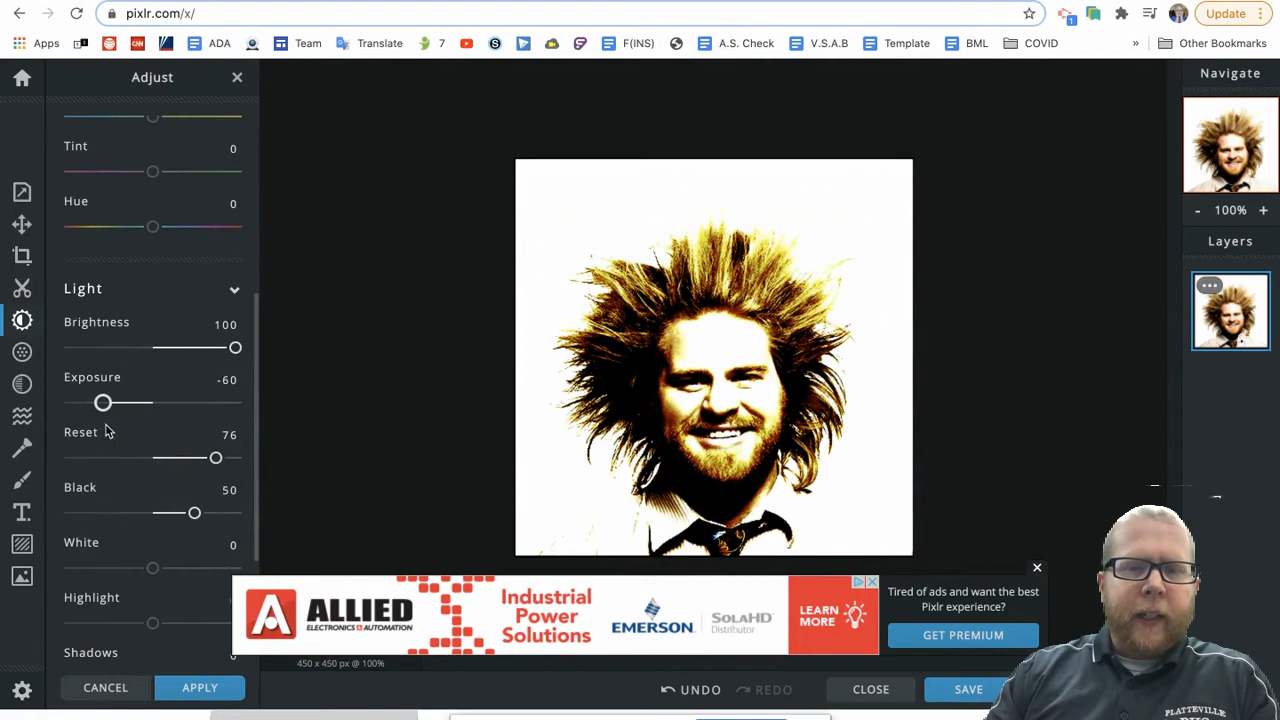 pixlr.com/x/
Update
Apps
CNN
ADA
Team
Translate
7
F(INS)
A.S. Check
V.S.A.B
Template
BML
COVID
»
Other Bookmarks
Adjust
Navigate
Tint 0
Hue 0
- 100% +
Layers
Light
Brightness 100
Exposure -60
Reset 76
Black 50
White 0
Highlight
Shadows
CANCEL
APPLY
ALLIED
ELECTRONICS & AUTOMATION
Industrial
Power
Solutions
EMERSON
SOLAHD
Distributor
LEARN
MORE
Tired of ads and want the best
Pixlr experience?
GET PREMIUM
450 x 450 px @ 100%
UNDO
REDO
CLOSE
SAVE
PLATTEVILLE